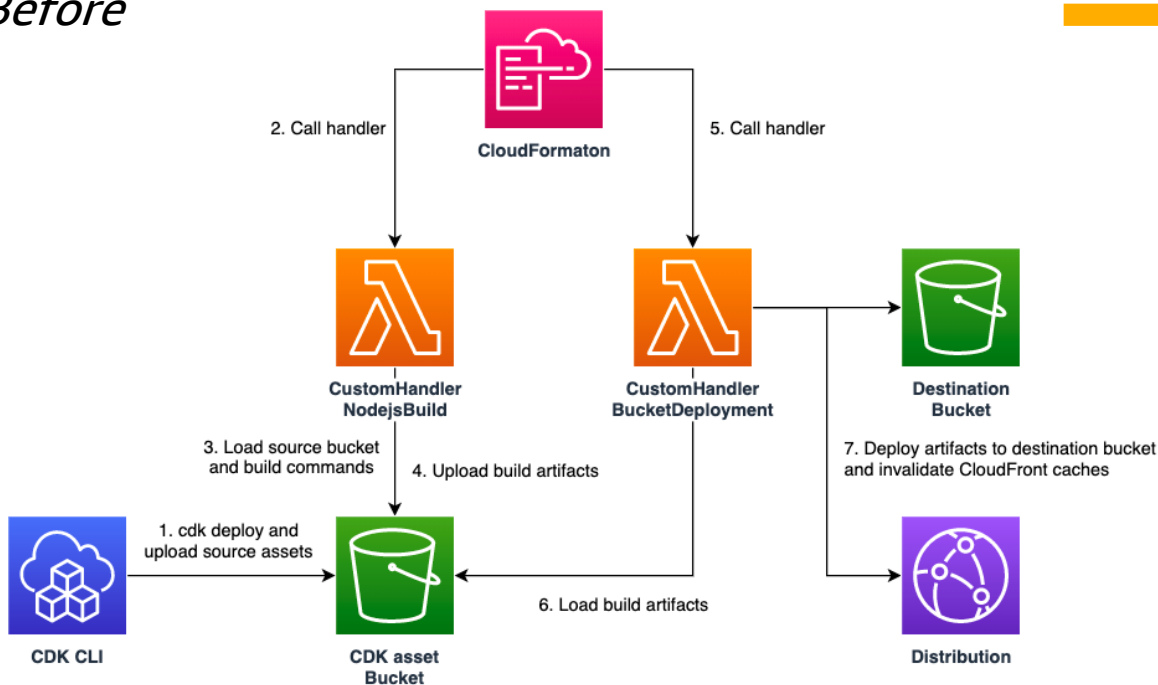 Before
2. Call handler
5. Call handler
CloudFormaton
CustomHandler
NodejsBuild
CustomHandler
BucketDeployment
Destination
Bucket
3. Load source bucket
and build commands
4. Upload build artifacts
7. Deploy artifacts to destination bucket
and invalidate CloudFront caches
1. cdk deploy and
upload source assets
6. Load build artifacts
CDK CLI
CDK asset
Bucket
Distribution